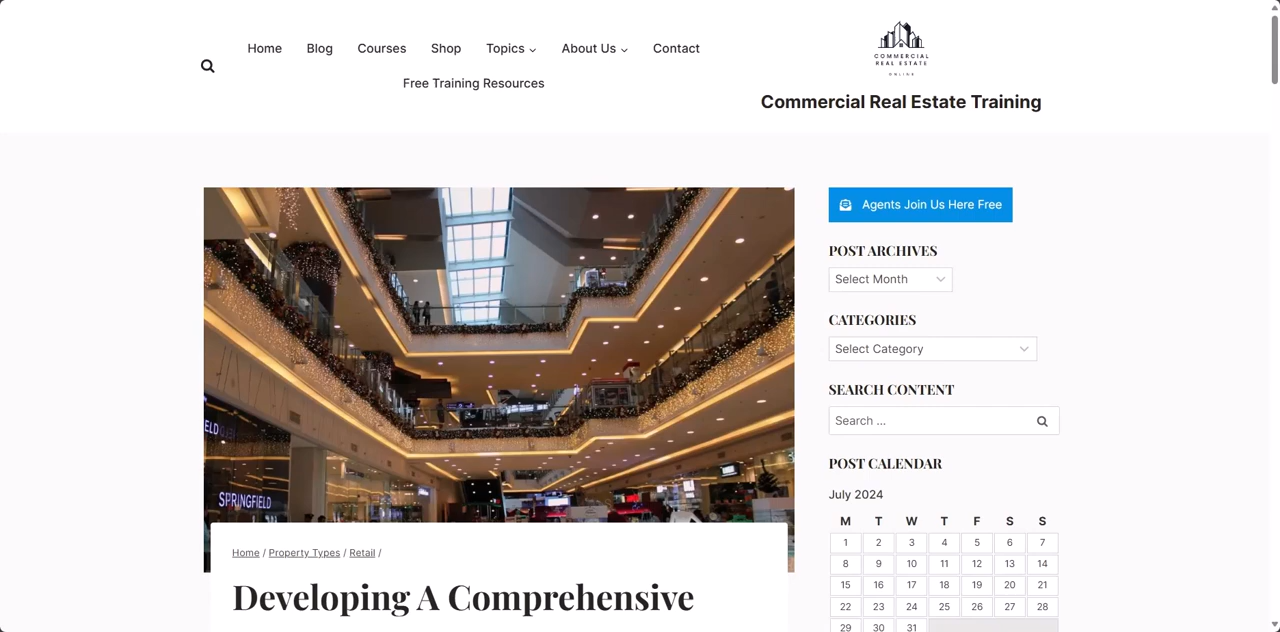 Home Blog Courses Shop Topics About Us Contact
Free Training Resources
COMMERCIAL
REAL ESTATE
ONLINE
Commercial Real Estate Training
ELD
SPRINGFIELD
Home / Property Types / Retail /
Developing A Comprehensive
Agents Join Us Here Free
POST ARCHIVES
Select Month
CATEGORIES
Select Category
SEARCH CONTENT
Search ...
POST CALENDAR
July 2024
M T W T F S S
1 2 3 4 5 6 7
8 9 10 11 12 13 14
15 16 17 18 19 20 21
22 23 24 25 26 27 28
29 30 31